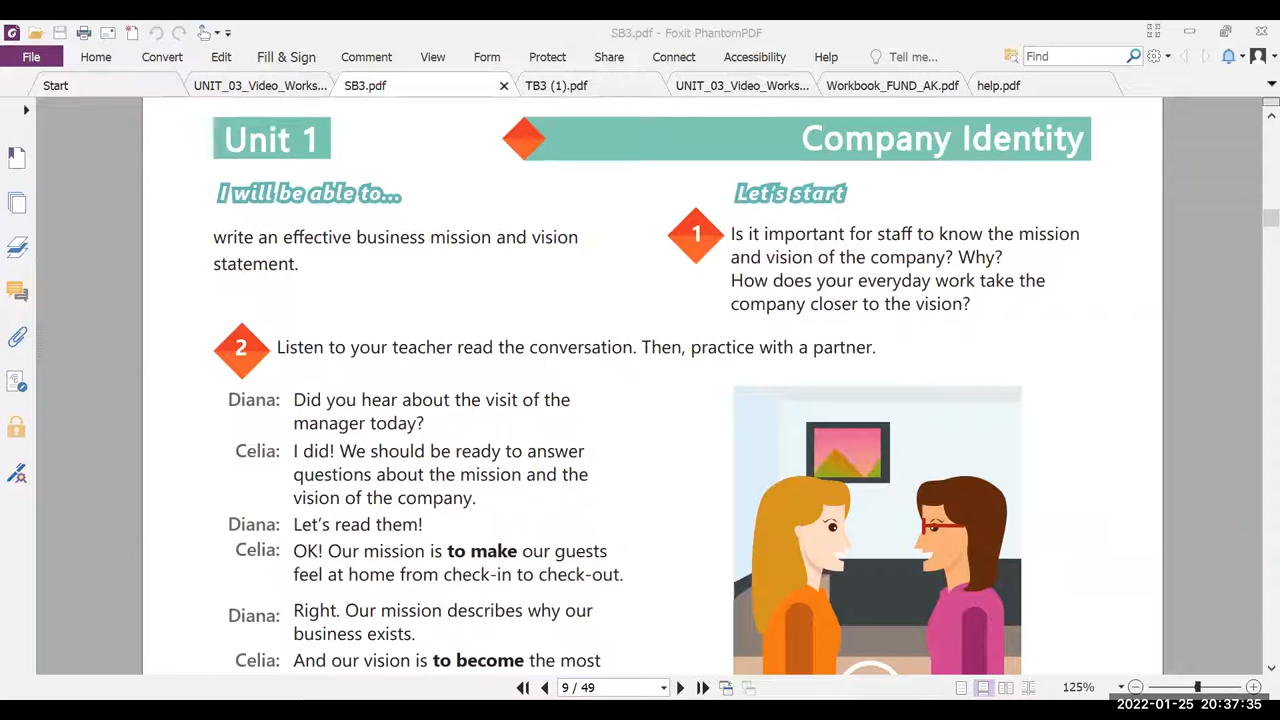 SB3.pdf - Foxit PhantomPDF
File Home Convert Edit Fill & Sign Comment View Form Protect Share Connect Accessibility Help Tell me... Find
Start UNIT_03_Video_Works... SB3.pdf TB3 (1).pdf UNIT_03_Video_Works... Workbook_FUND_AK.pdf help.pdf
Unit 1 Company Identity
I will be able to...
write an effective business mission and vision
statement.
Let's start
1 Is it important for staff to know the mission
and vision of the company? Why?
How does your everyday work take the
company closer to the vision?
2 Listen to your teacher read the conversation. Then, practice with a partner.
Diana: Did you hear about the visit of the
manager today?
Celia: I did! We should be ready to answer
questions about the mission and the
vision of the company.
Diana: Let's read them!
Celia: OK! Our mission is to make our guests
feel at home from check-in to check-out.
Diana: Right. Our mission describes why our
business exists.
Celia: And our vision is to become the most
9 / 49 125%
2022-01-25 20:37:35